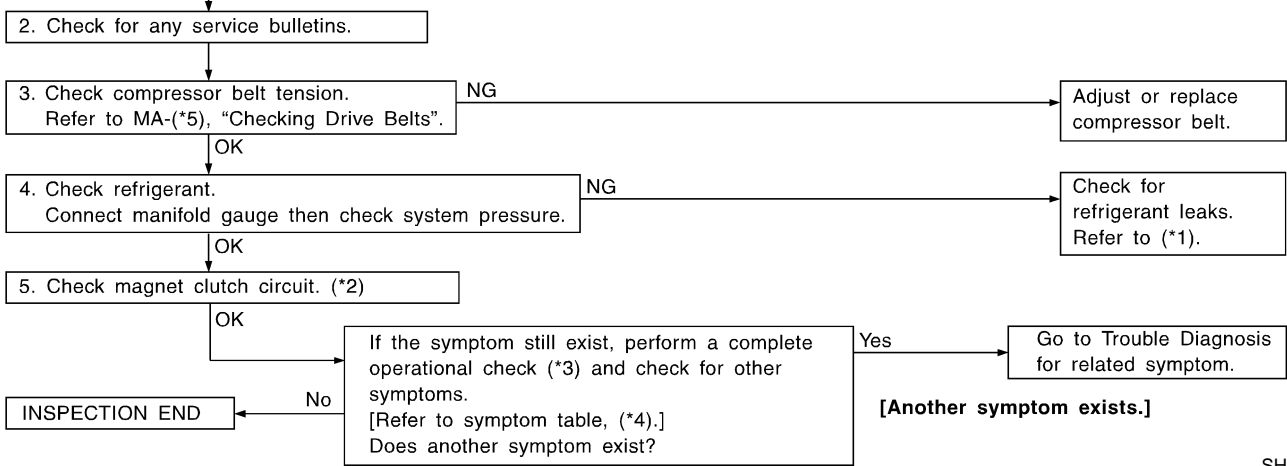 2. Check for any service bulletins.
3. Check compressor belt tension.
Refer to MA-(*5), “Checking Drive Belts”.
NG
Adjust or replace
compressor belt.
OK
4. Check refrigerant.
Connect manifold gauge then check system pressure.
NG
Check for
refrigerant leaks.
Refer to (*1).
OK
5. Check magnet clutch circuit. (*2)
OK
If the symptom still exist, perform a complete
operational check (*3) and check for other
symptoms.
[Refer to symptom table, (*4).]
Does another symptom exist?
Yes
Go to Trouble Diagnosis
for related symptom.
[Another symptom exists.]
No
INSPECTION END